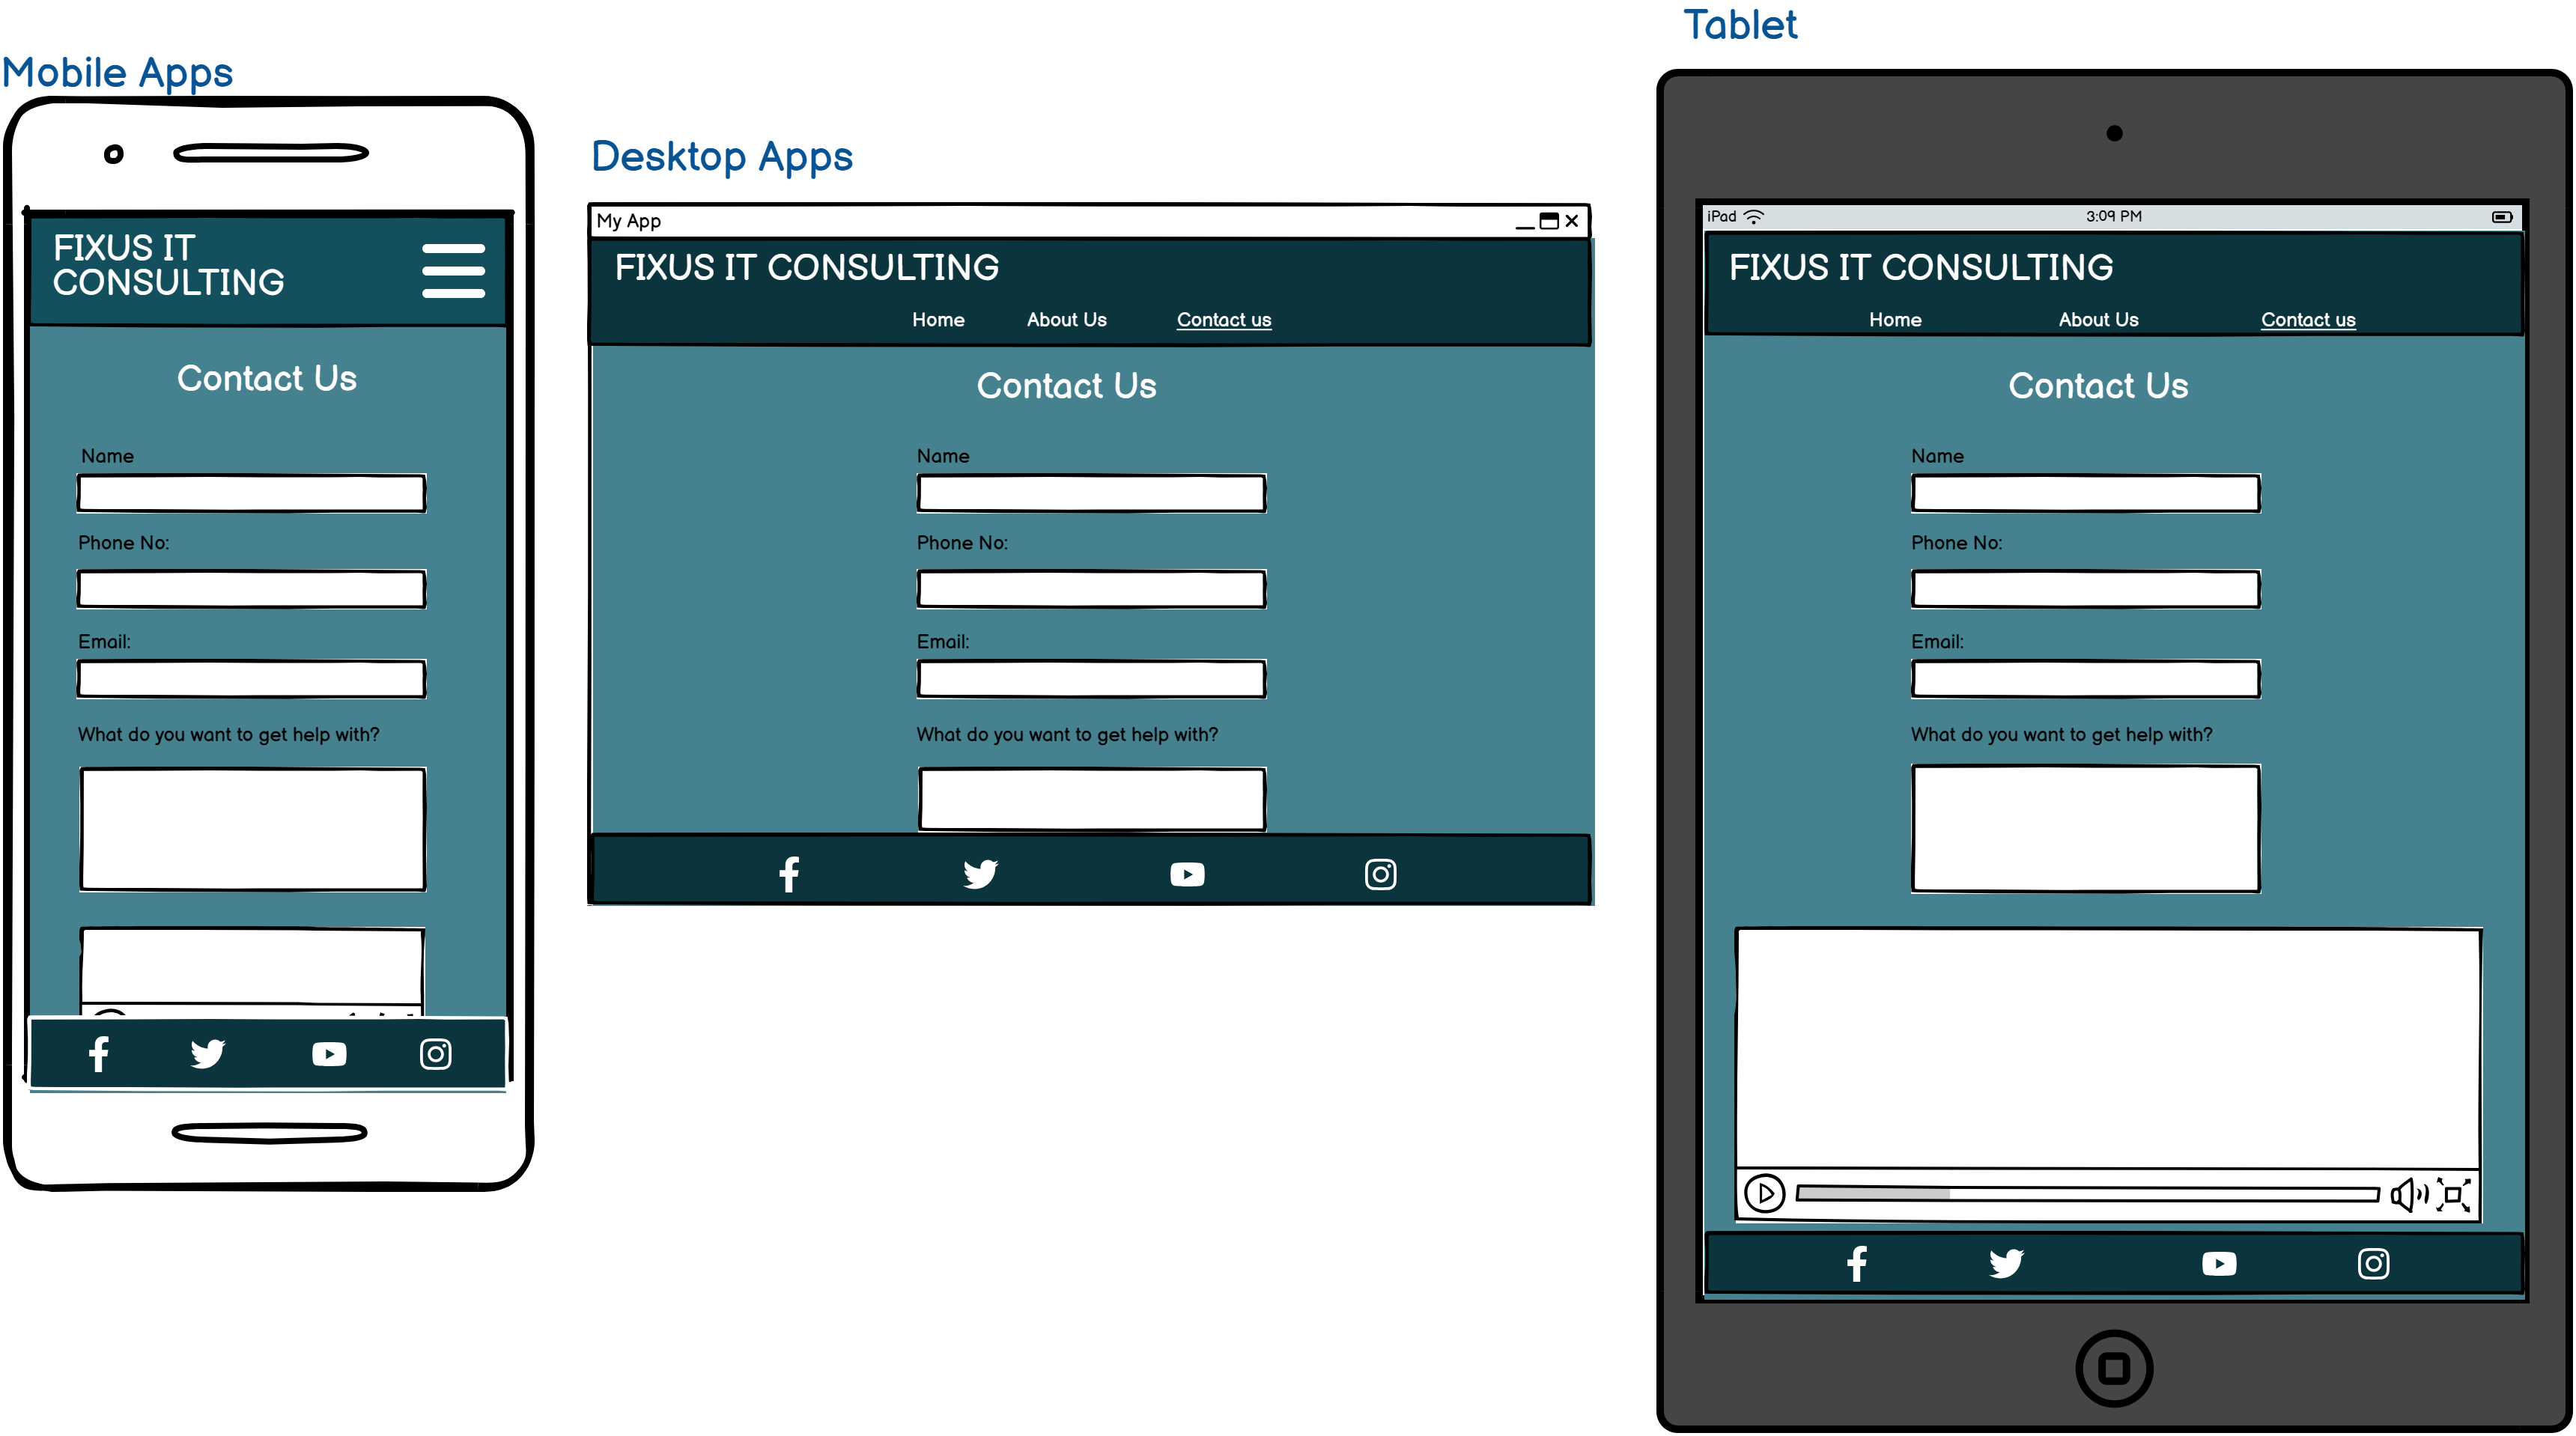 Mobile Apps
FIXUS IT
CONSULTING
Contact Us
Name
Phone No:
Email:
What do you want to get help with?
Desktop Apps
My App
FIXUS IT CONSULTING
Home About Us Contact us
Contact Us
Name
Phone No:
Email:
What do you want to get help with?
Tablet
iPad 3:09 PM
FIXUS IT CONSULTING
Home About Us Contact us
Contact Us
Name
Phone No:
Email:
What do you want to get help with?